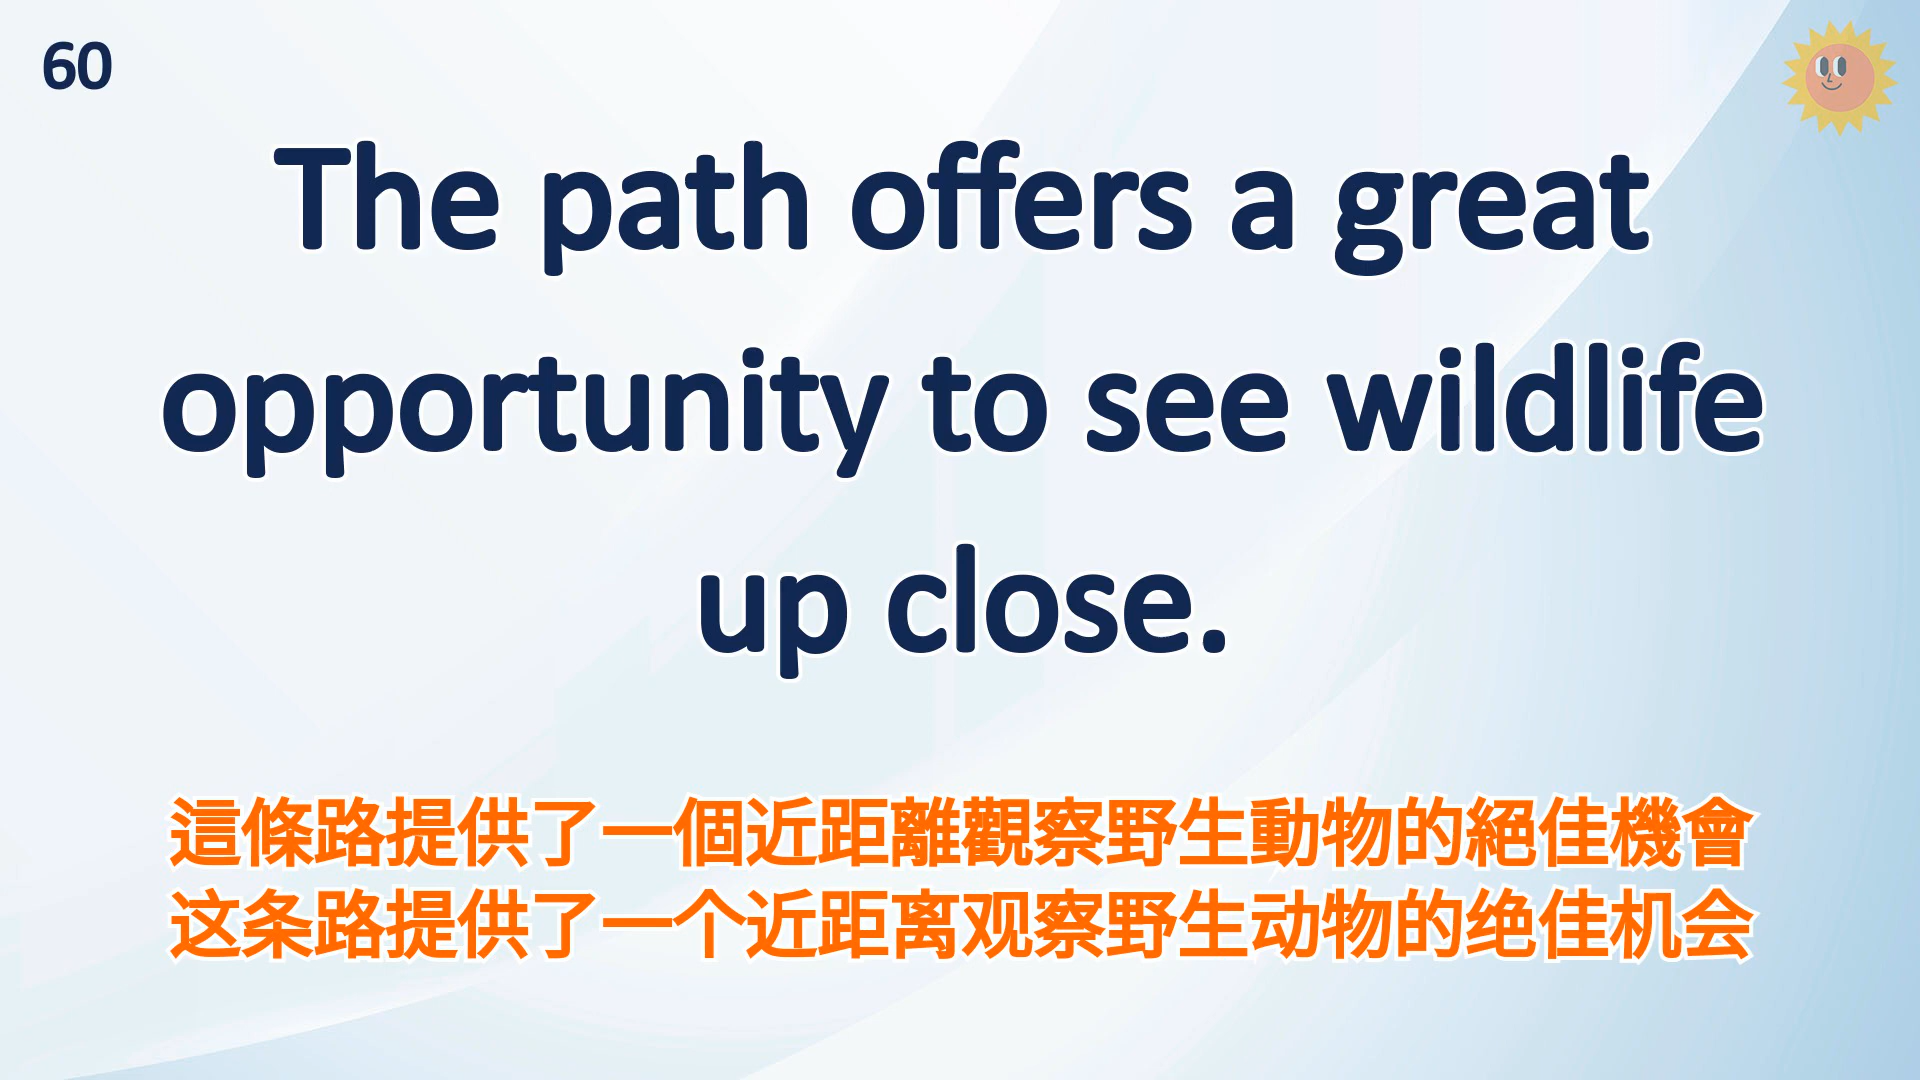 60
The path offers a great
opportunity to see wildlife
up close.
這條路提供了一個近距離觀察野生動物的絕佳機會
这条路提供了一个近距离观察野生动物的绝佳机会